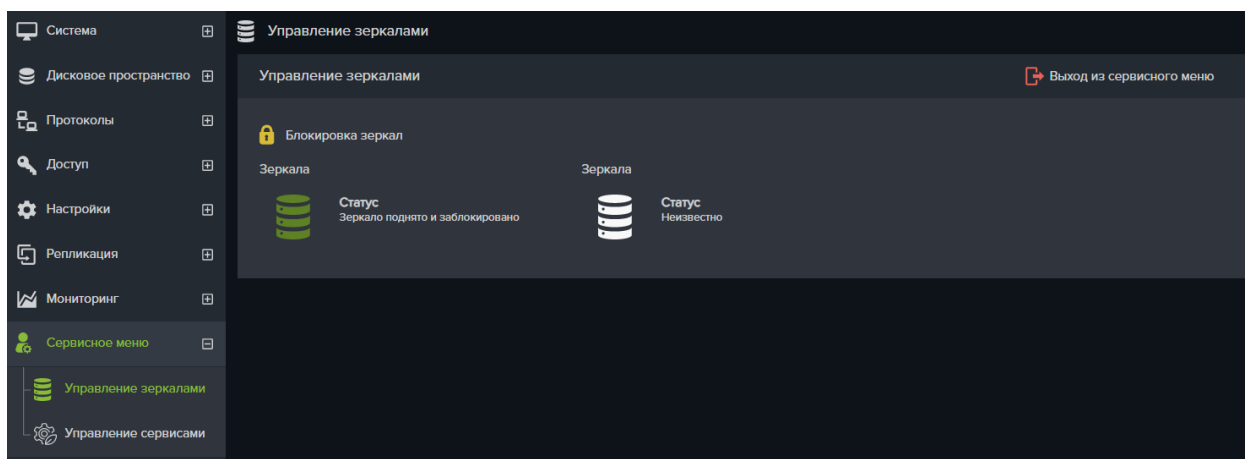 Система
Дисковое пространство
Протоколы
Доступ
Настройки
Репликация
Мониторинг
Сервисное меню
Управление зеркалами
Управление сервисами
Управление зеркалами
Управление зеркалами
Выход из сервисного меню
Блокировка зеркал
Зеркала
Статус
Зеркало поднято и заблокировано
Зеркала
Статус
Неизвестно